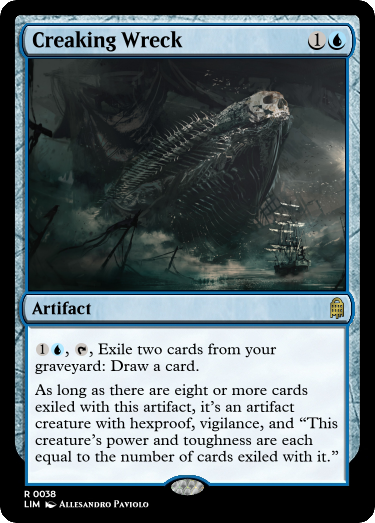 Creaking Wreck 1
1, , Exile two cards from your
graveyard: Draw a card.
As long as there are eight or more cards
exiled with this artifact, it's an artifact
creature with hexproof, vigilance, and “This
creature's power and toughness are each
equal to the number of cards exiled with it.”
Artifact
R 0038
LIM Allesandro Paviolo